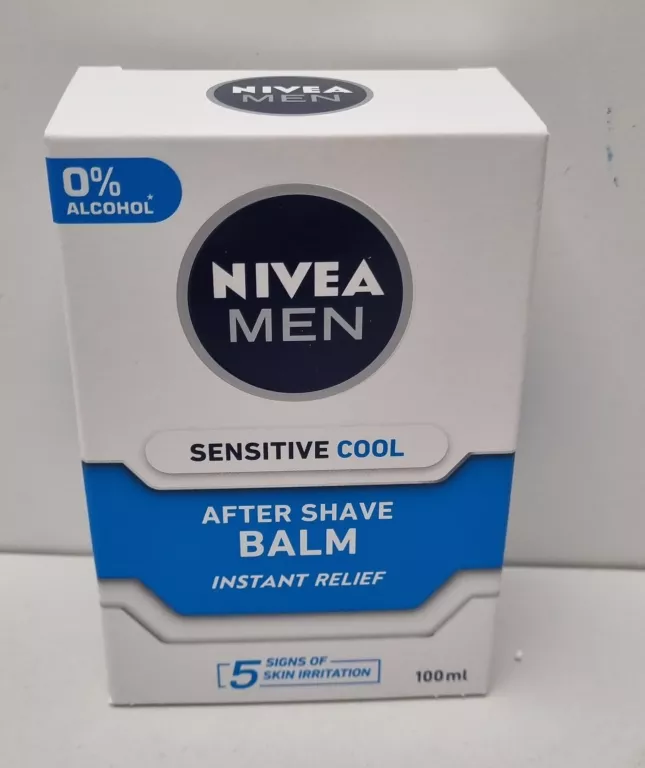 NIVEA
MEN
0%
ALCOHOL*
NIVEA
MEN
SENSITIVE COOL
AFTER SHAVE
BALM
INSTANT RELIEF
5 SIGNS OF
SKIN IRRITATION
100ml